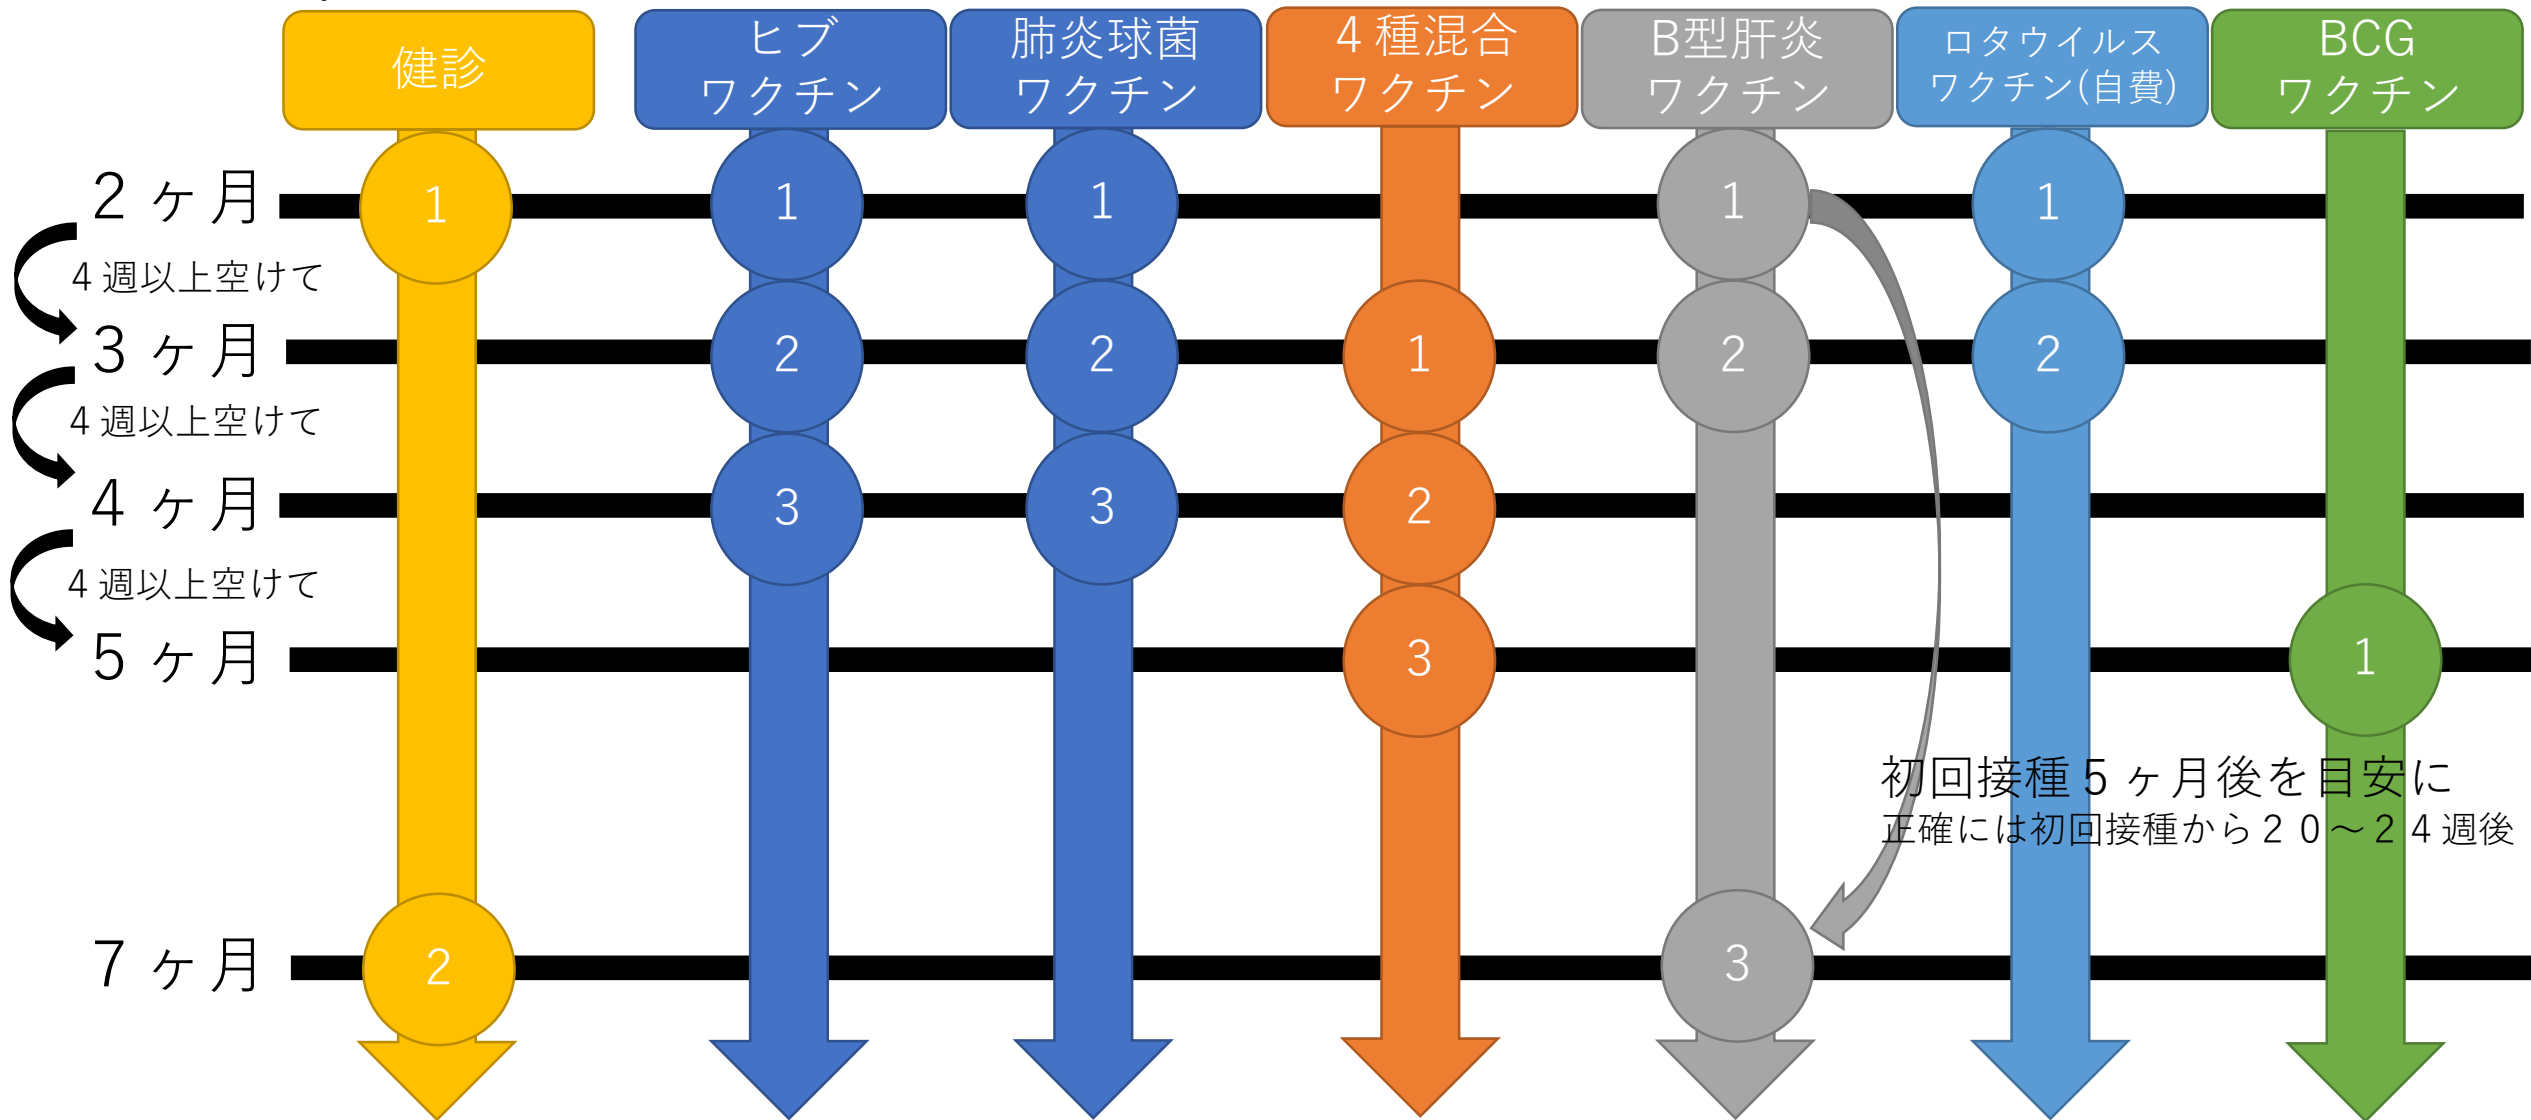 健診
ヒブ
ワクチン
肺炎球菌
ワクチン
4種混合
ワクチン
B型肝炎
ワクチン
ロタウイルス
ワクチン(自費)
BCG
ワクチン
2ヶ月
1
1
1
1
1
4週以上空けて
3ヶ月
2
2
1
2
2
4週以上空けて
4ヶ月
3
3
2
4週以上空けて
5ヶ月
3
1
初回接種5ヶ月後を目安に
正確には初回接種から20～24週後
7ヶ月
2
3